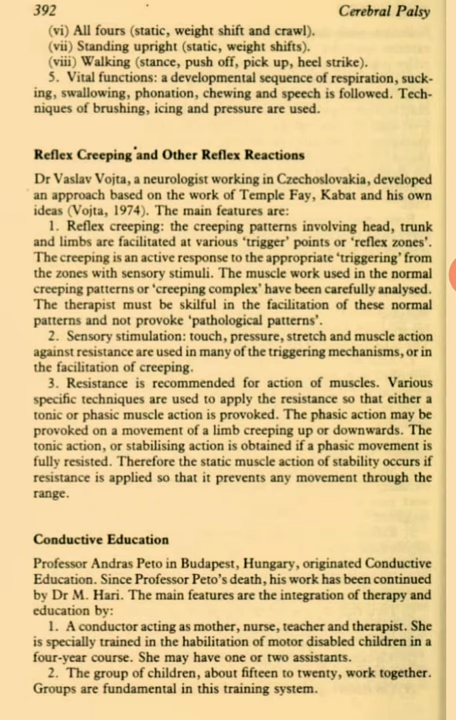 392 Cerebral Palsy
(vi) All fours (static, weight shift and crawl).
(vii) Standing upright (static, weight shifts).
(viii) Walking (stance, push off, pick up, heel strike).
5. Vital functions: a developmental sequence of respiration, suck-
ing, swallowing, phonation, chewing and speech is followed. Tech-
niques of brushing, icing and pressure are used.
Reflex Creeping and Other Reflex Reactions
Dr Vaslav Vojta, a neurologist working in Czechoslovakia, developed
an approach based on the work of Temple Fay, Kabat and his own
ideas (Vojta, 1974). The main features are:
1. Reflex creeping: the creeping patterns involving head, trunk
and limbs are facilitated at various ‘trigger’ points or ‘reflex zones’.
The creeping is an active response to the appropriate ‘triggering’ from
the zones with sensory stimuli. The muscle work used in the normal
creeping patterns or ‘creeping complex’ have been carefully analysed.
The therapist must be skilful in the facilitation of these normal
patterns and not provoke ‘pathological patterns’.
2. Sensory stimulation: touch, pressure, stretch and muscle action
against resistance are used in many of the triggering mechanisms, or in
the facilitation of creeping.
3. Resistance is recommended for action of muscles. Various
specific techniques are used to apply the resistance so that either a
tonic or phasic muscle action is provoked. The phasic action may be
provoked on a movement of a limb creeping up or downwards. The
tonic action, or stabilising action is obtained if a phasic movement is
fully resisted. Therefore the static muscle action of stability occurs if
resistance is applied so that it prevents any movement through the
range.
Conductive Education
Professor Andras Peto in Budapest, Hungary, originated Conductive
Education. Since Professor Peto’s death, his work has been continued
by Dr M. Hari. The main features are the integration of therapy and
education by:
1. A conductor acting as mother, nurse, teacher and therapist. She
is specially trained in the habilitation of motor disabled children in a
four-year course. She may have one or two assistants.
2. The group of children, about fifteen to twenty, work together.
Groups are fundamental in this training system.